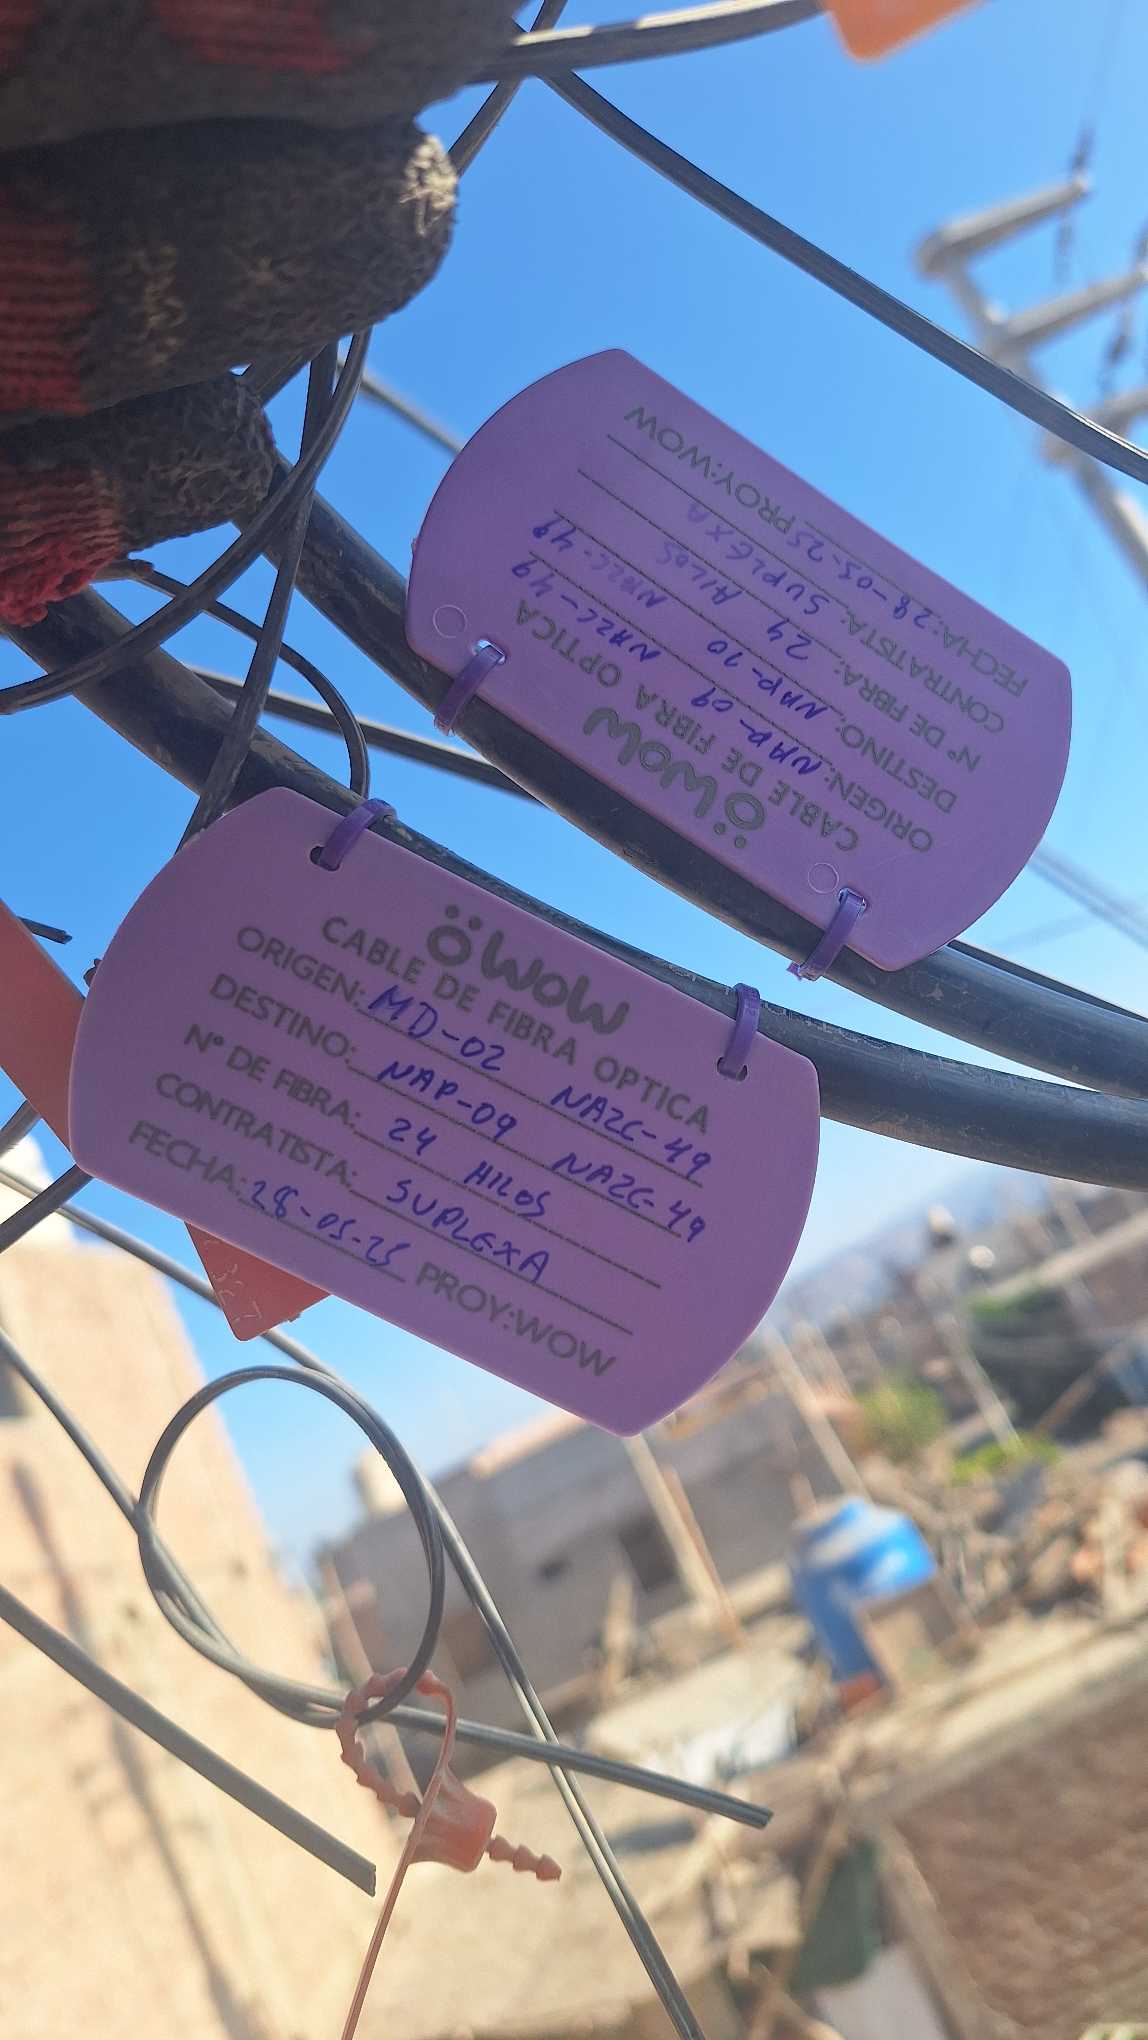 WOW
CABLE DE FIBRA OPTICA
ORIGEN: NAP-09 NAZC-49
DESTINO: NAP-10 NAZC-49
N° DE FIBRA: 24 HILOS
CONTRATISTA: SUPLEXA
FECHA: 28-05-25 PROY:WOW
WOW
CABLE DE FIBRA OPTICA
ORIGEN: MD-02 NAZC-49
DESTINO: NAP-09 NAZC-49
N° DE FIBRA: 24 HILOS
CONTRATISTA: SUPLEXA
FECHA: 28-05-25 PROY:WOW